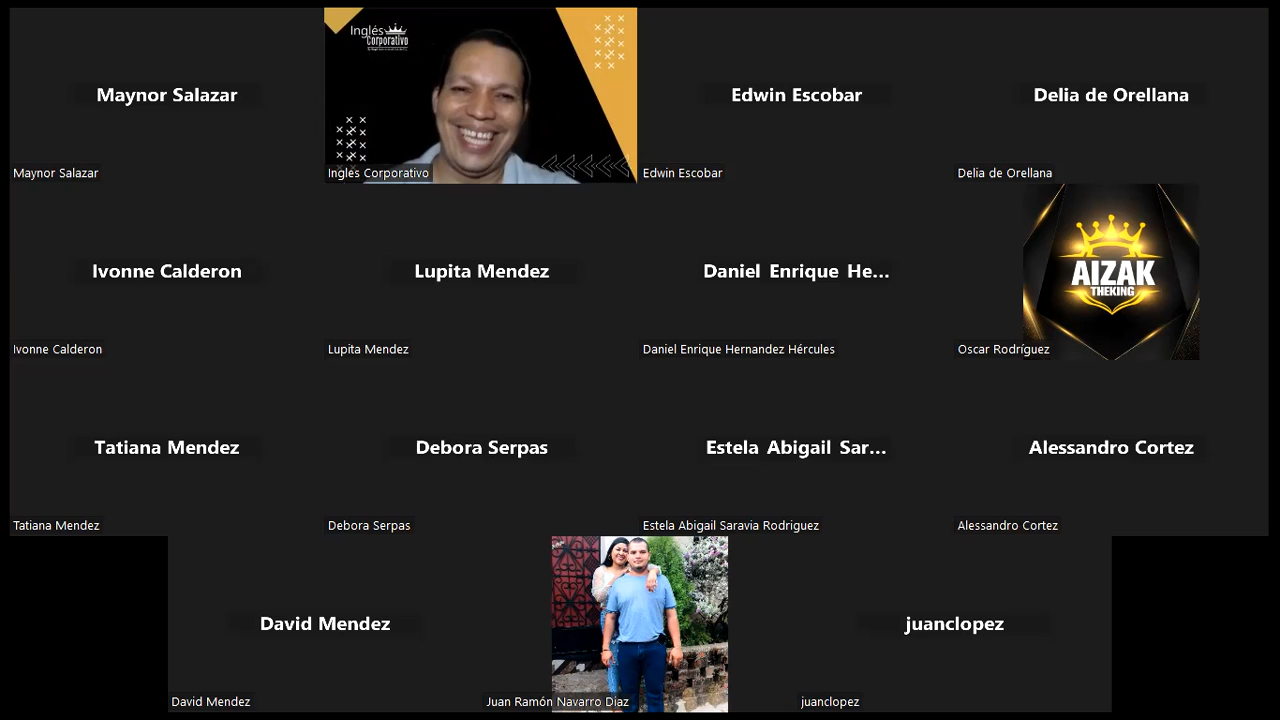 Maynor Salazar
Maynor Salazar
Inglés
Corporativo
Inglés Corporativo
Edwin Escobar
Edwin Escobar
Delia de Orellana
Delia de Orellana
Ivonne Calderon
Ivonne Calderon
Lupita Mendez
Lupita Mendez
Daniel Enrique He...
Daniel Enrique Hernandez Hércules
AIZAK
THEKING
Oscar Rodríguez
Tatiana Mendez
Tatiana Mendez
Debora Serpas
Debora Serpas
Estela Abigail Sar...
Estela Abigail Saravia Rodriguez
Alessandro Cortez
Alessandro Cortez
David Mendez
David Mendez
Juan Ramón Navarro Diaz
juanclopez
juanclopez